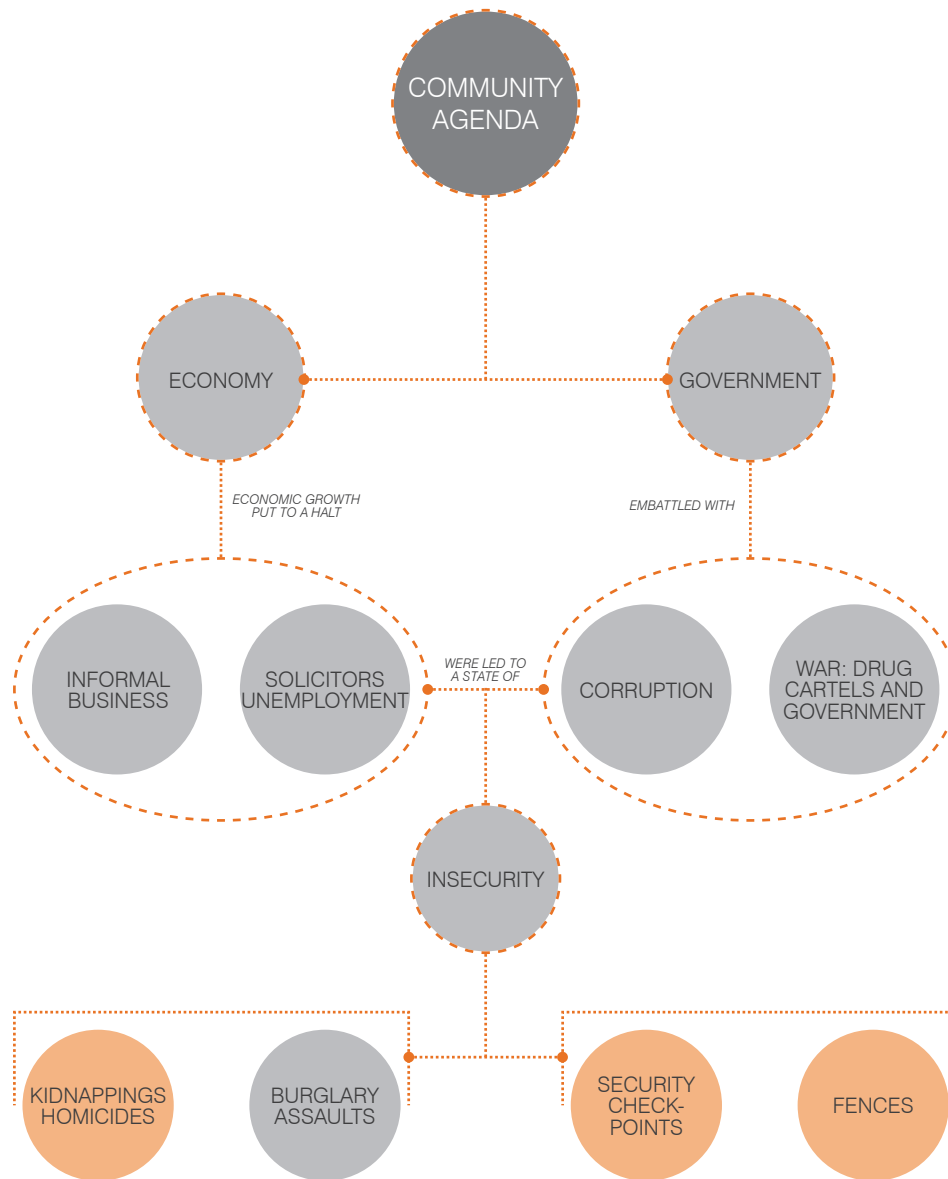 COMMUNITY
AGENDA
ECONOMY
GOVERNMENT
ECONOMIC GROWTH
PUT TO A HALT
EMBATTLED WITH
INFORMAL
BUSINESS
SOLICITORS
UNEMPLOYMENT
WERE LED TO
A STATE OF
CORRUPTION
WAR: DRUG
CARTELS AND
GOVERNMENT
INSECURITY
KIDNAPPINGS
HOMICIDES
BURGLARY
ASSAULTS
SECURITY
CHECK-
POINTS
FENCES